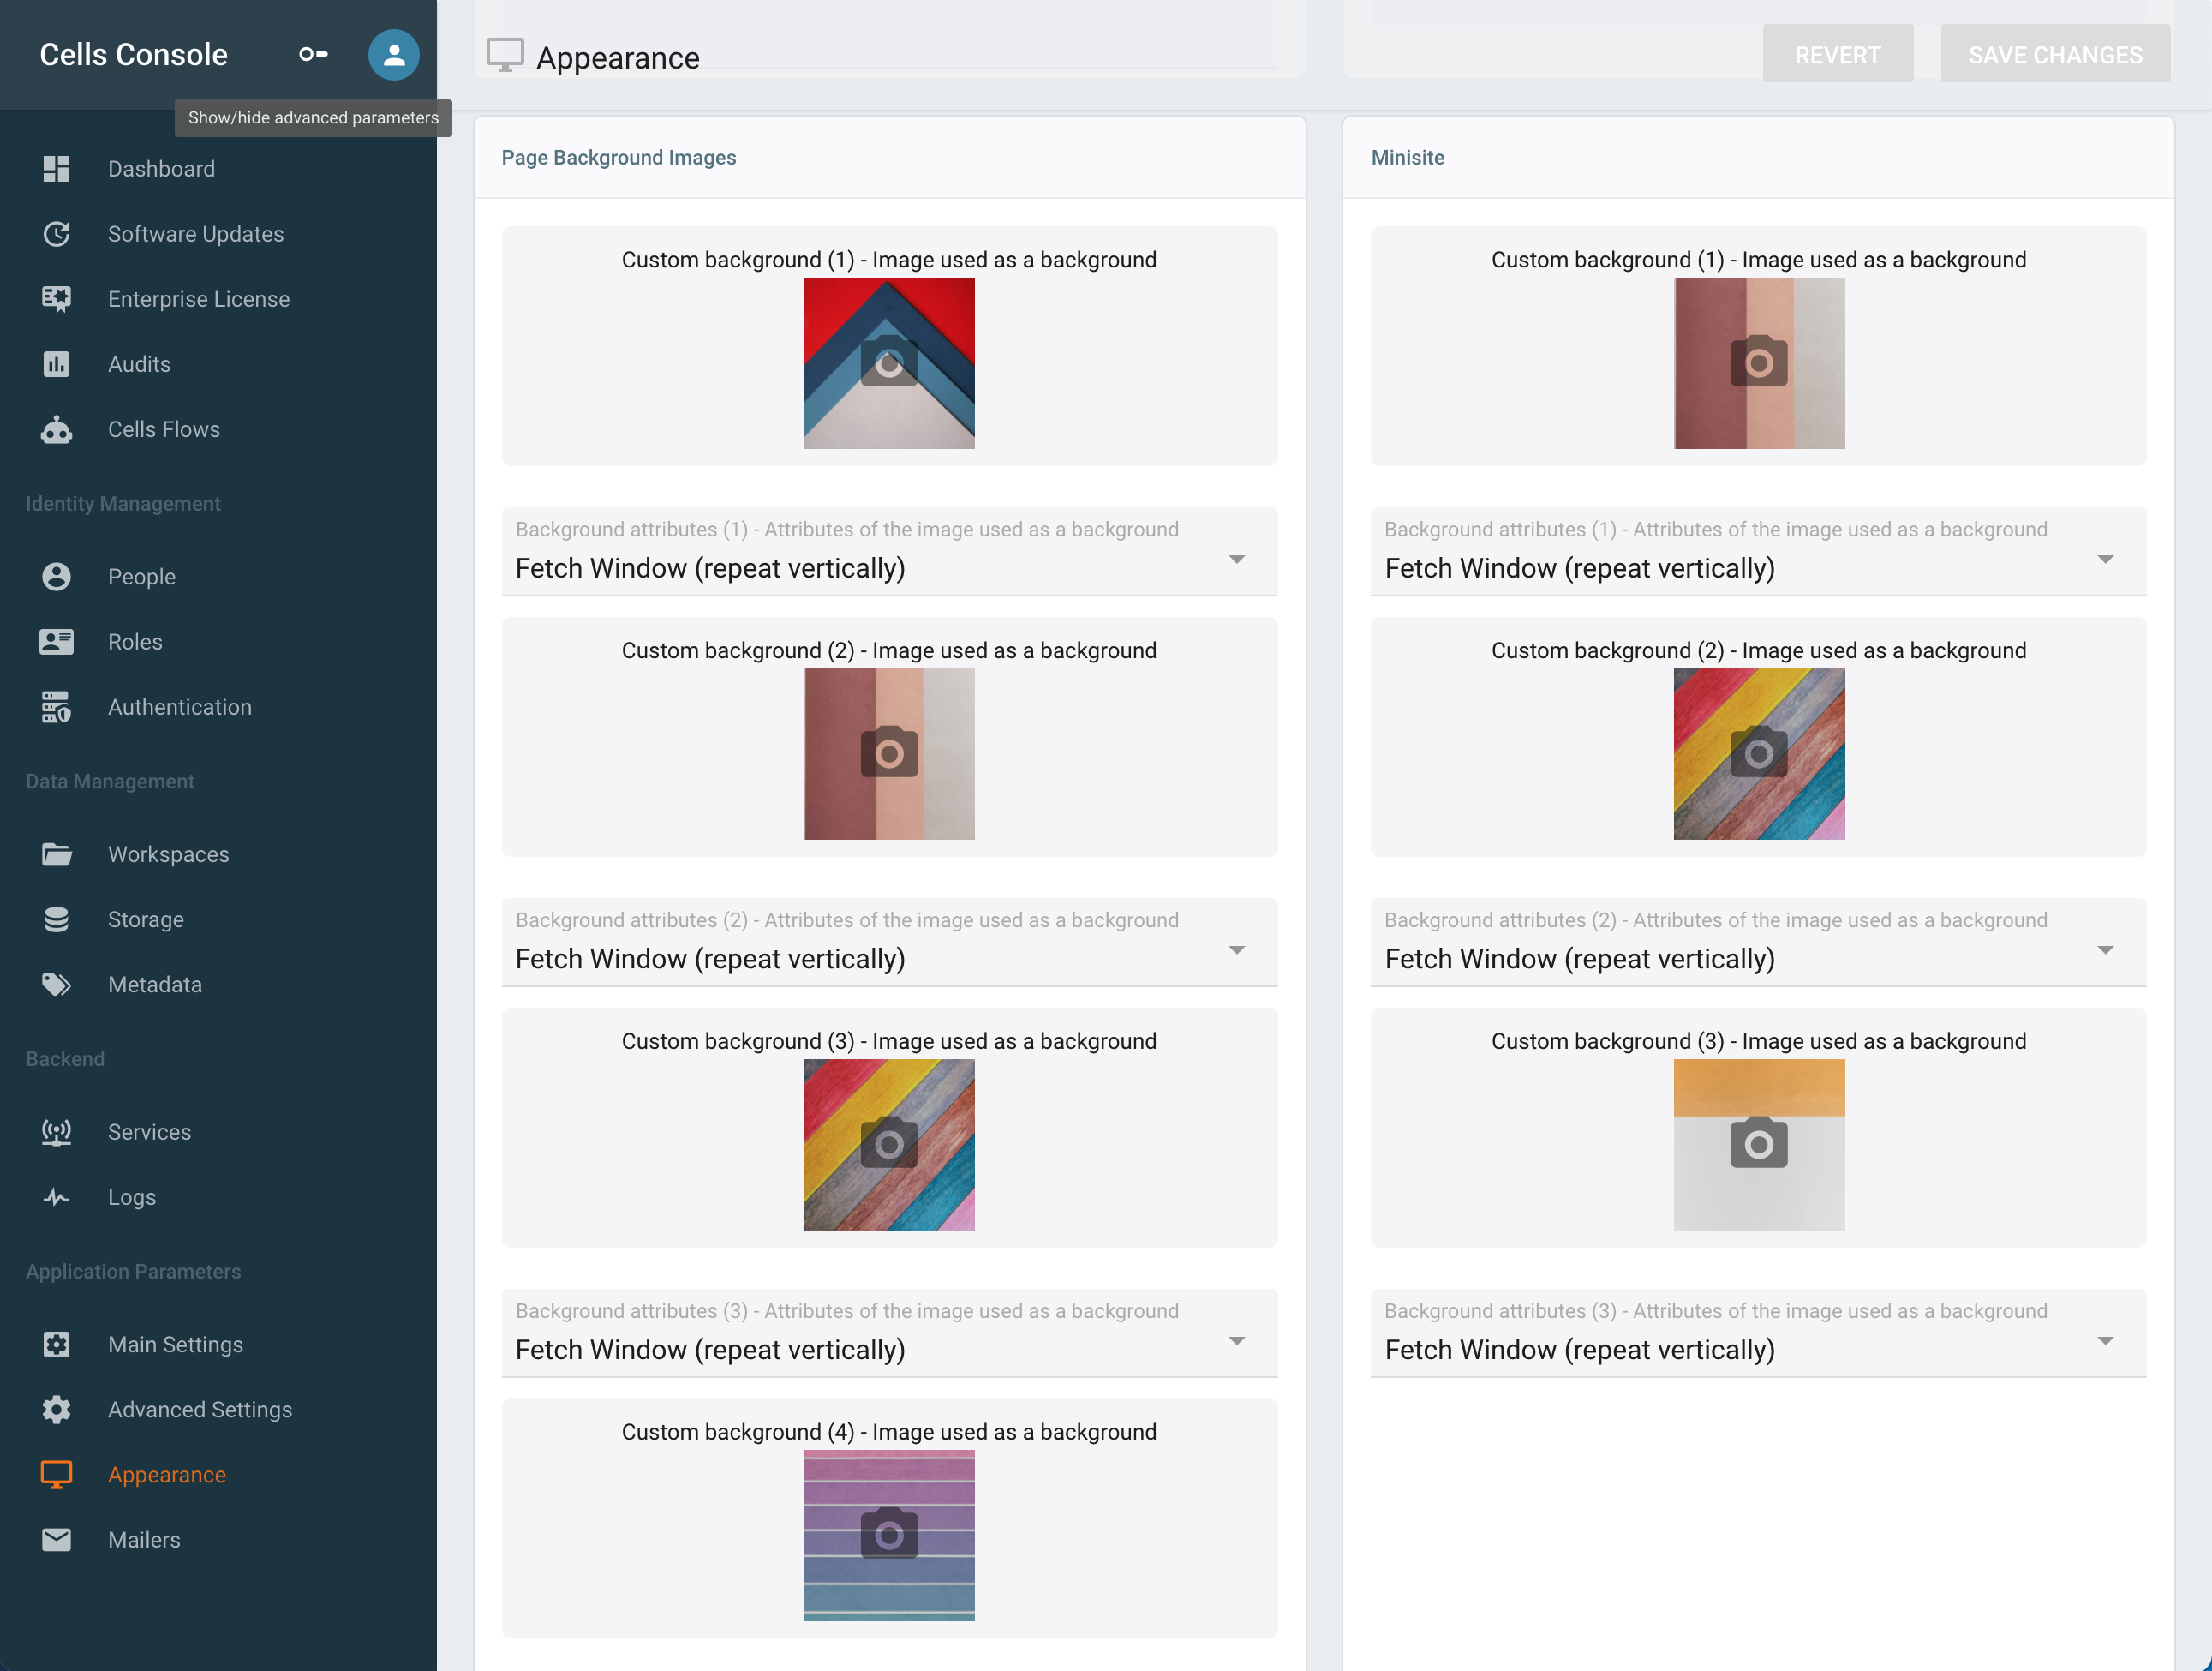 Cells Console
Show/hide advanced parameters
Dashboard
Software Updates
Enterprise License
Audits
Cells Flows
Identity Management
People
Roles
Authentication
Data Management
Workspaces
Storage
Metadata
Backend
Services
Logs
Application Parameters
Main Settings
Advanced Settings
Appearance
Mailers
Appearance
REVERT
SAVE CHANGES
Page Background Images
Custom background (1) - Image used as a background
Background attributes (1) - Attributes of the image used as a background
Fetch Window (repeat vertically)
Custom background (2) - Image used as a background
Background attributes (2) - Attributes of the image used as a background
Fetch Window (repeat vertically)
Custom background (3) - Image used as a background
Background attributes (3) - Attributes of the image used as a background
Fetch Window (repeat vertically)
Custom background (4) - Image used as a background
Minisite
Custom background (1) - Image used as a background
Background attributes (1) - Attributes of the image used as a background
Fetch Window (repeat vertically)
Custom background (2) - Image used as a background
Background attributes (2) - Attributes of the image used as a background
Fetch Window (repeat vertically)
Custom background (3) - Image used as a background
Background attributes (3) - Attributes of the image used as a background
Fetch Window (repeat vertically)